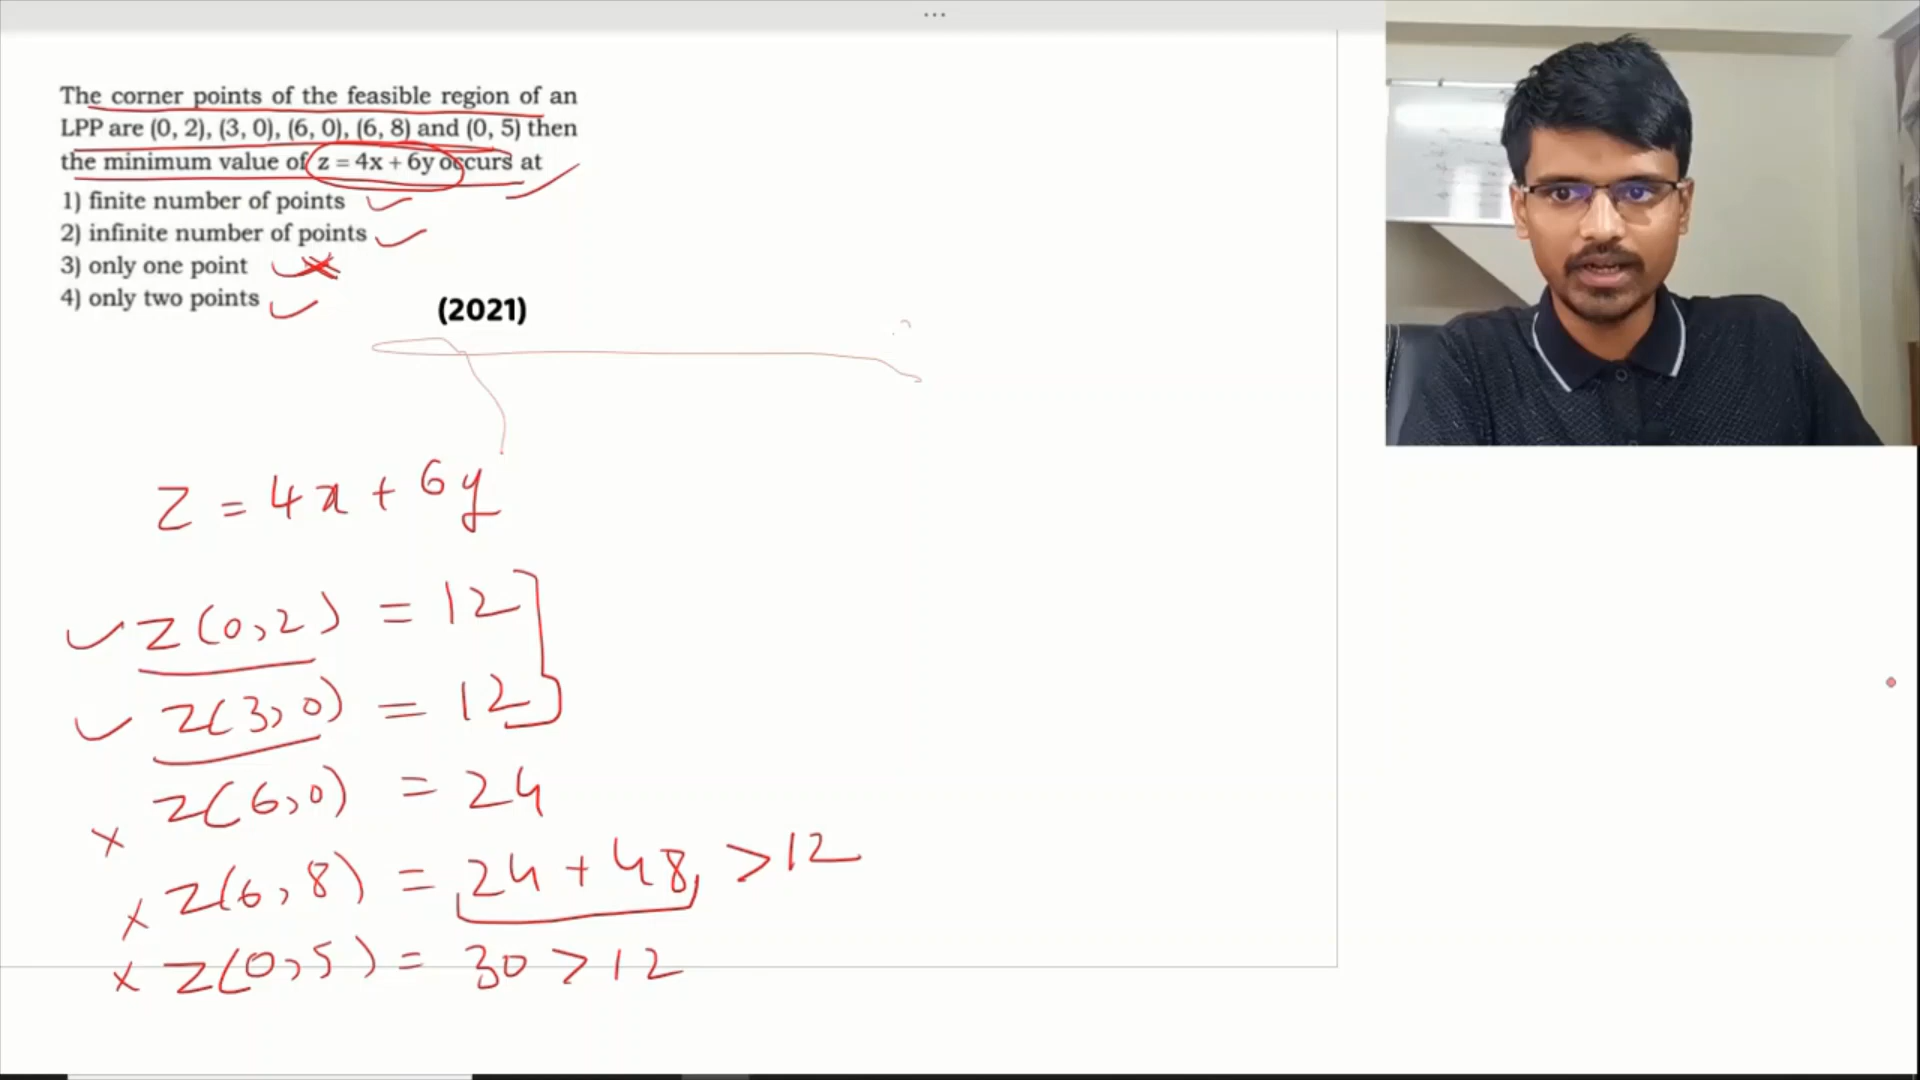 The corner points of the feasible region of an
LPP are (0, 2), (3, 0), (6, 0), (6, 8) and (0, 5) then
the minimum value of z = 4x + 6y occurs at
1) finite number of points
2) infinite number of points
3) only one point
4) only two points
(2021)
z = 4x + 6y
z(0,2) = 12
z(3,0) = 12
z(6,0) = 24
z(6,8) = 24 + 48 > 12
z(0,5) = 30 > 12